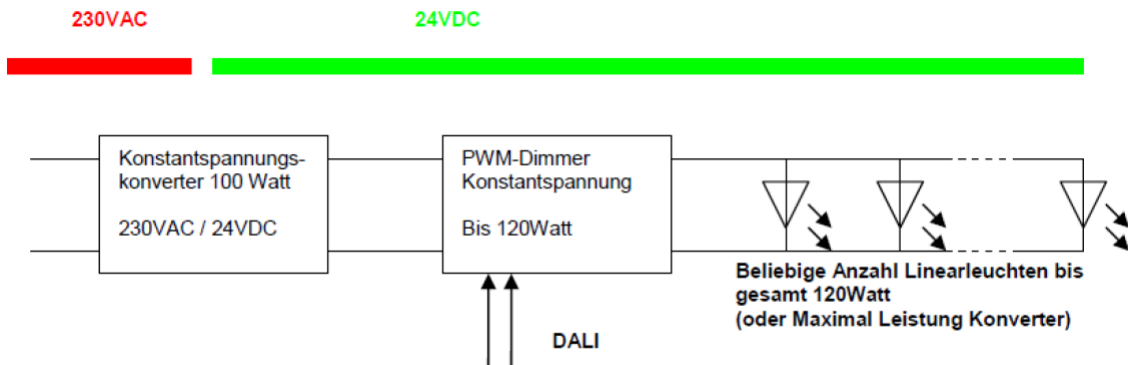 230VAC
24VDC
Konstantspannungs-
konverter 100 Watt
230VAC / 24VDC
PWM-Dimmer
Konstantspannung
Bis 120Watt
Beliebige Anzahl Linearleuchten bis
gesamt 120Watt
(oder Maximal Leistung Konverter)
DALI